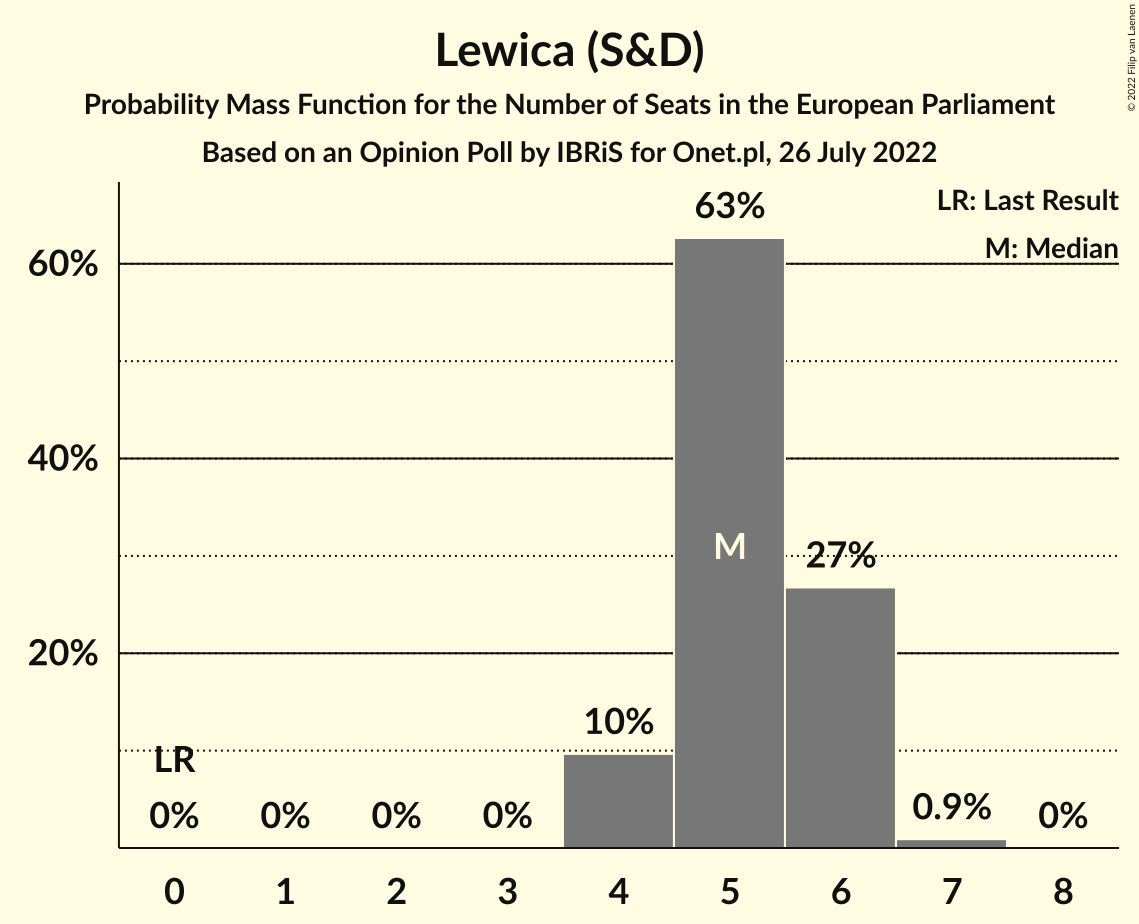 Lewica (S&D)
Probability Mass Function for the Number of Seats in the European Parliament
Based on an Opinion Poll by IBRiS for Onet.pl, 26 July 2022
© 2022 Filip van Laenen
LR: Last Result
M: Median
63%
60%
40%
M
27%
20%
10%
LR
0% 0% 0% 0% 0.9% 0%
0 1 2 3 4 5 6 7 8